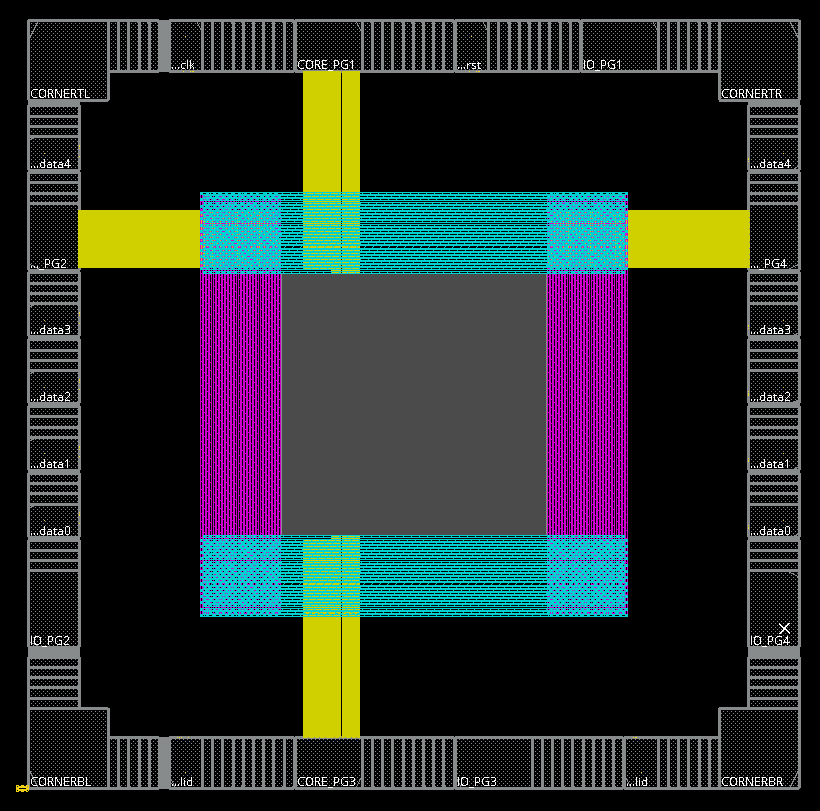 ...clk
CORE_PG1
...rst
IO_PG1
CORNERTL
CORNERTR
...data4
...data4
..._PG2
..._PG4
...data3
...data3
...data2
...data2
...data1
...data1
...data0
...data0
IO_PG2
IO_PG4
CORNERBL
...lid
CORE_PG3
IO_PG3
...lid
CORNERBR